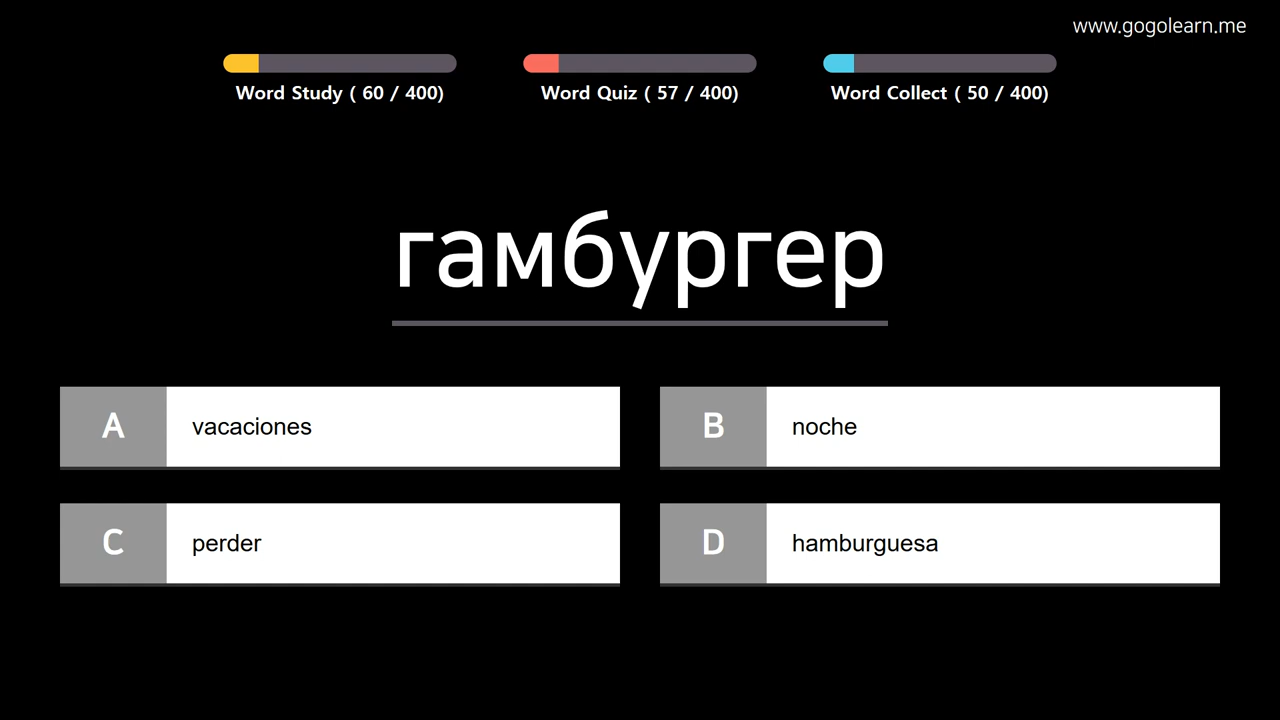 www.gogolearn.me
Word Study ( 60 / 400)
Word Quiz ( 57 / 400)
Word Collect ( 50 / 400)
гамбургер
A vacaciones
B noche
C perder
D hamburguesa